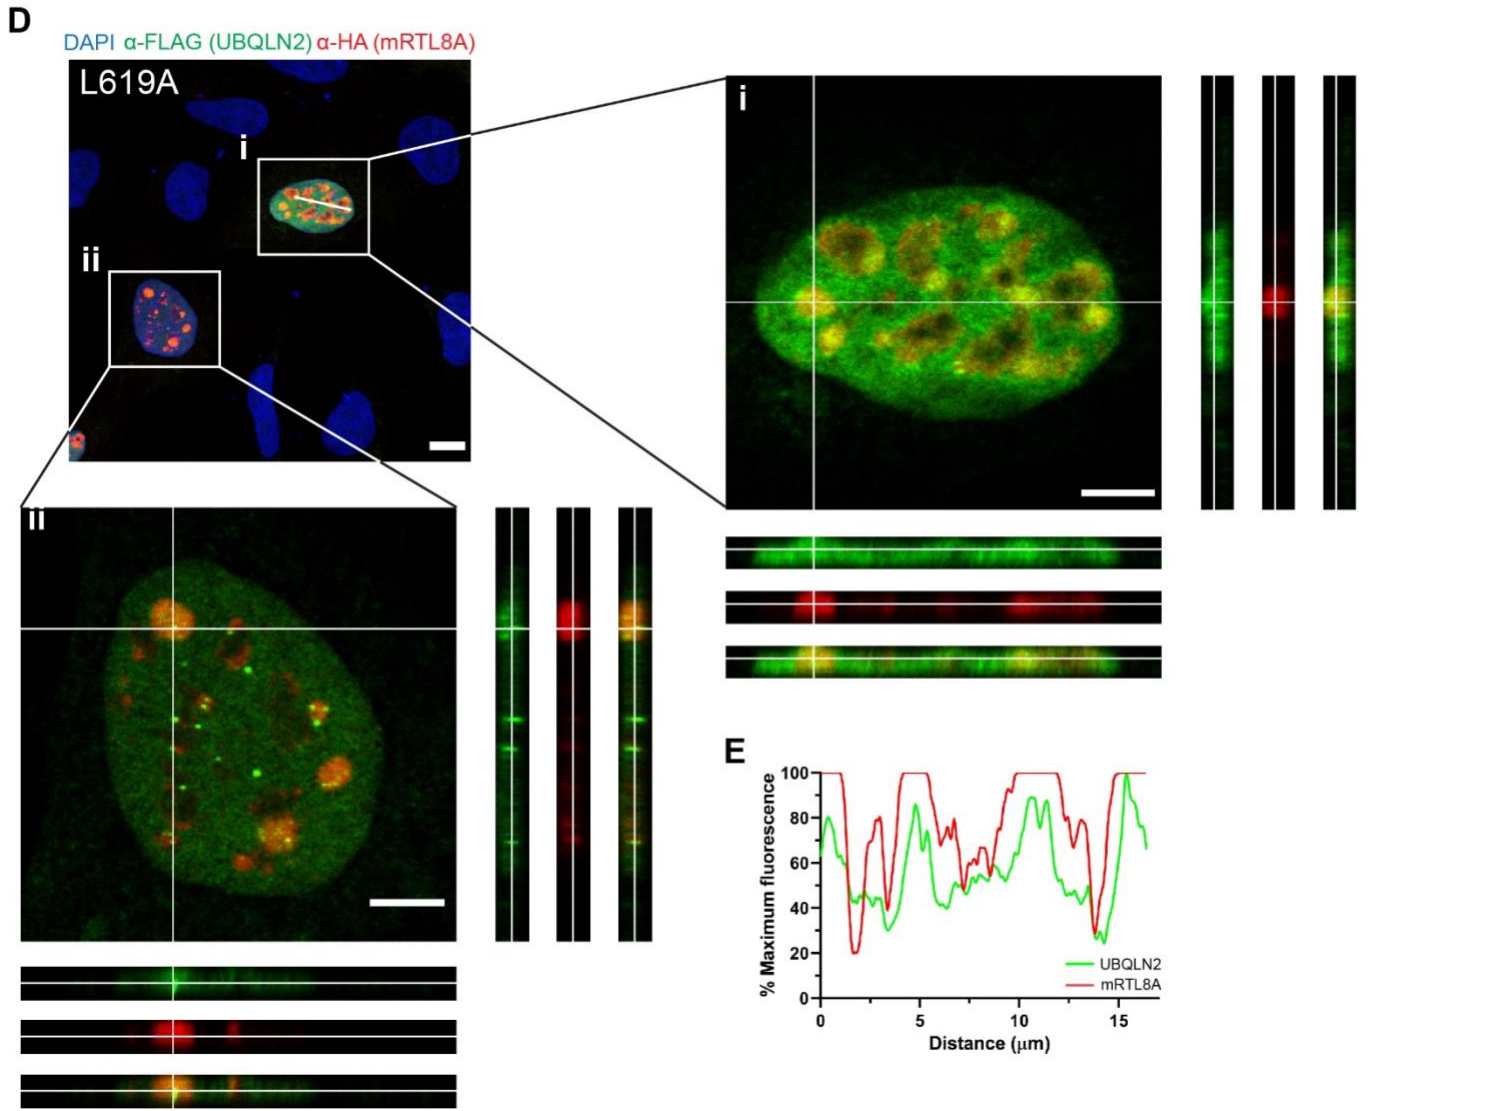 D
DAPI α-FLAG (UBQLN2) α-HA (mRTL8A)
L619A
i
ii
i
ii
E
% Maximum fluorescence
100
80
60
40
20
0
0 5 10 15
Distance (μm)
UBQLN2
mRTL8A